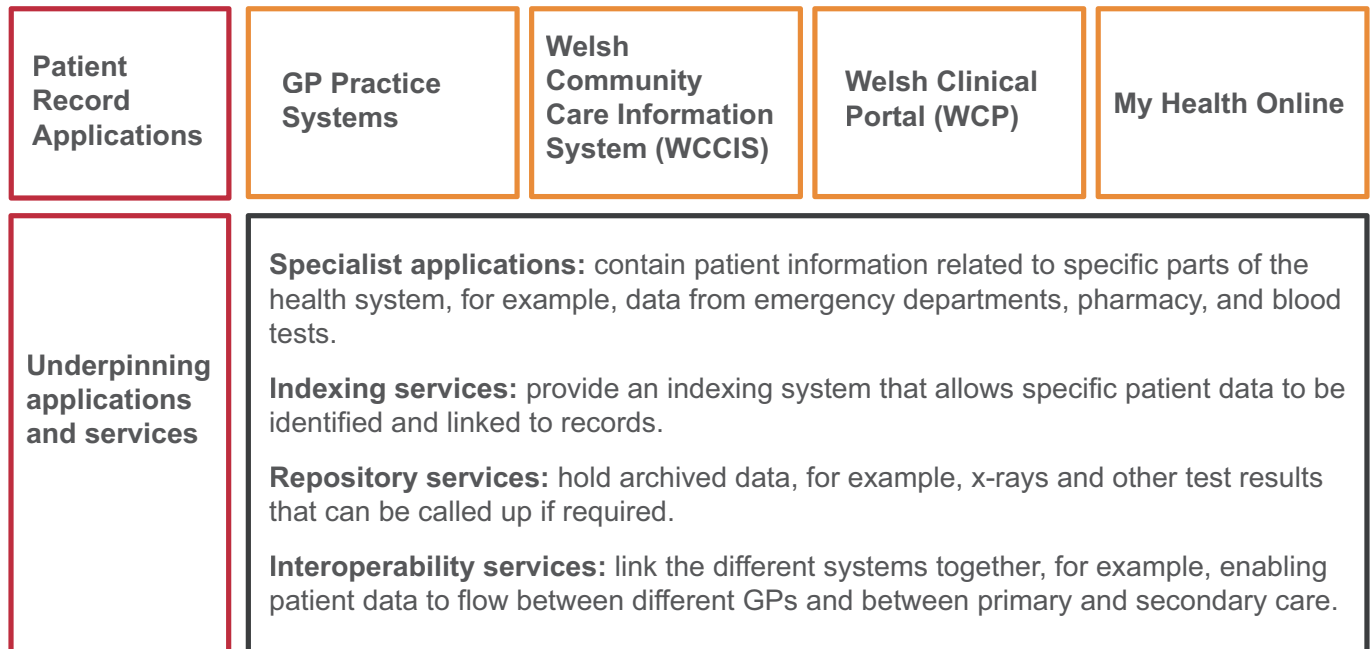 Patient
Record
Applications
GP Practice
Systems
Welsh
Community
Care Information
System (WCCIS)
Welsh Clinical
Portal (WCP)
My Health Online
Underpinning
applications
and services
Specialist applications: contain patient information related to specific parts of the
health system, for example, data from emergency departments, pharmacy, and blood
tests.
Indexing services: provide an indexing system that allows specific patient data to be
identified and linked to records.
Repository services: hold archived data, for example, x-rays and other test results
that can be called up if required.
Interoperability services: link the different systems together, for example, enabling
patient data to flow between different GPs and between primary and secondary care.